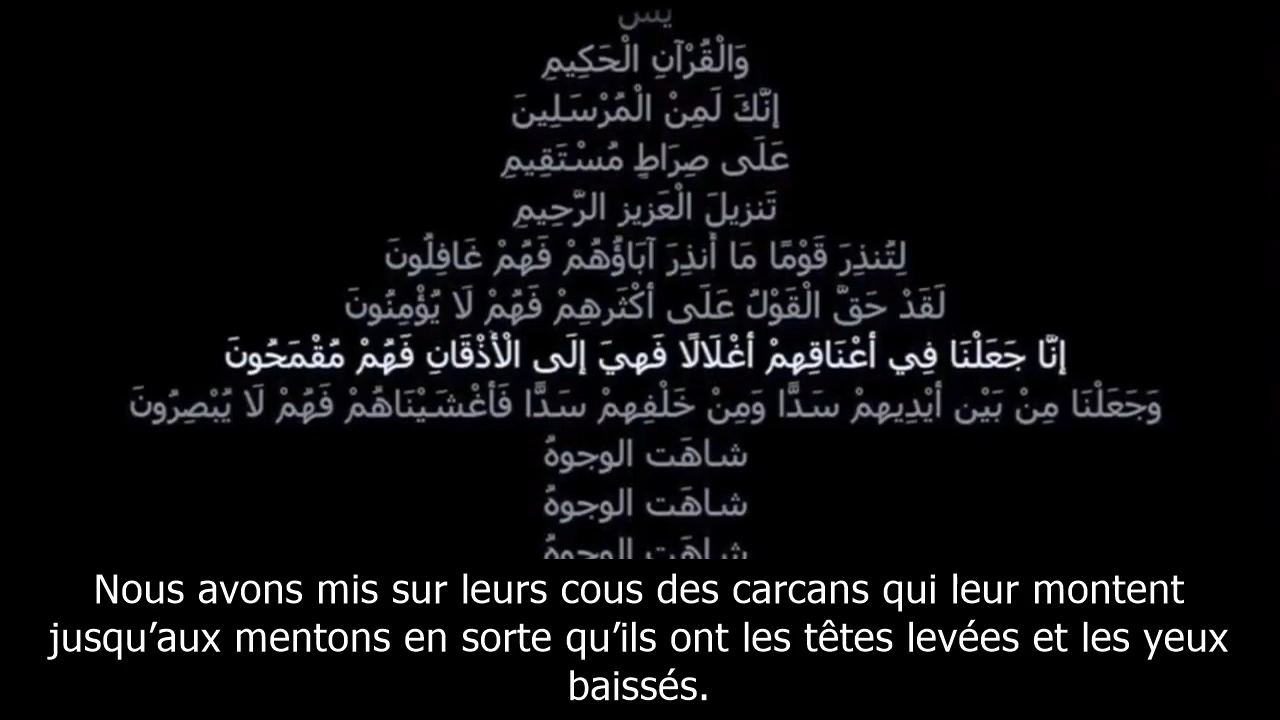 يس
وَالْقُرْآنِ الْحَكِيمِ
إِنَّكَ لَمِنْ الْمُرْسَلِينَ
عَلَى صِرَاطٍ مُسْتَقِيمٍ
تَنزِيلَ الْعَزِيزِ الرَّحِيمِ
لِتُنذِرَ قَوْمًا مَا أُنذِرَ آبَاؤُهُمْ فَهُمْ غَافِلُونَ
لَقَدْ حَقَّ الْقَوْلُ عَلَى أَكْثَرِهِمْ فَهُمْ لَا يُؤْمِنُونَ
إِنَّا جَعَلْنَا فِي أَعْنَاقِهِمْ أَغْلَالًا فَهِيَ إِلَى الْأَذْقَانِ فَهُمْ مُقْمَحُونَ
وَجَعَلْنَا مِنْ بَيْنِ أَيْدِيهِمْ سَدًّا وَمِنْ خَلْفِهِمْ سَدًّا فَأَغْشَيْنَاهُمْ فَهُمْ لَا يُبْصِرُونَ
شاهَت الوجوهُ
شاهَت الوجوهُ
شاهَت الوجوهُ
Nous avons mis sur leurs cous des carcans qui leur montent
jusqu’aux mentons en sorte qu’ils ont les têtes levées et les yeux
baissés.